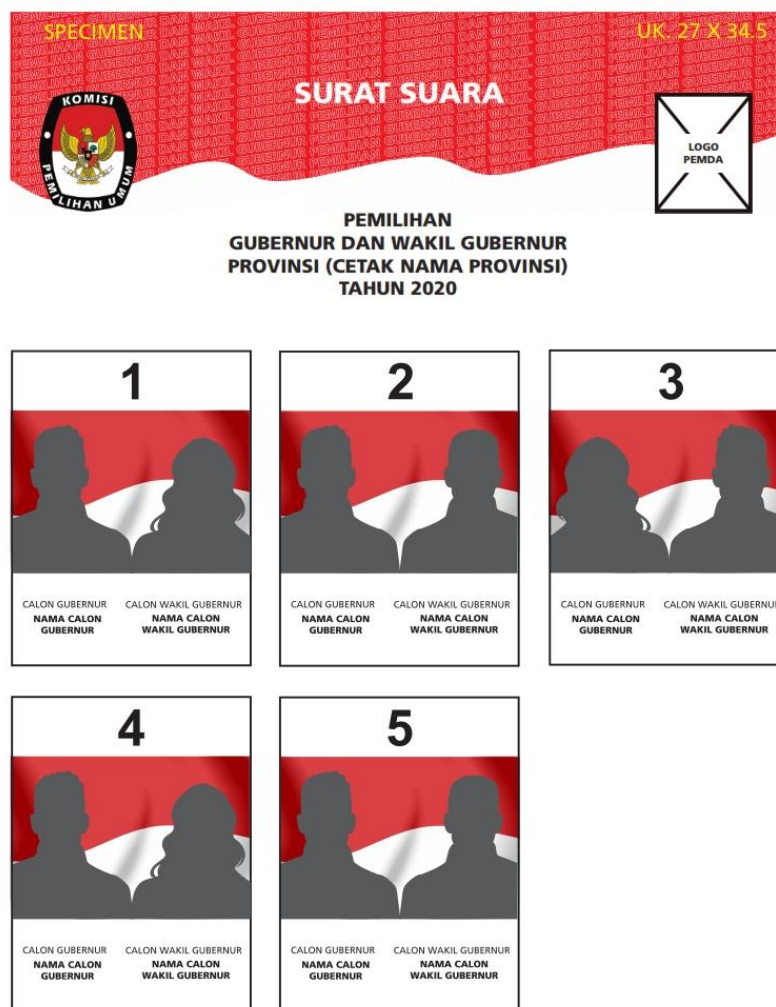 SPECIMEN
UK. 27 X 34.5
SURAT SUARA
KOMISI
PEMILIHAN UMUM
LOGO
PEMDA
PEMILIHAN
GUBERNUR DAN WAKIL GUBERNUR
PROVINSI (CETAK NAMA PROVINSI)
TAHUN 2020
1
CALON GUBERNUR
NAMA CALON
GUBERNUR
CALON WAKIL GUBERNUR
NAMA CALON
WAKIL GUBERNUR
2
CALON GUBERNUR
NAMA CALON
GUBERNUR
CALON WAKIL GUBERNUR
NAMA CALON
WAKIL GUBERNUR
3
CALON GUBERNUR
NAMA CALON
GUBERNUR
CALON WAKIL GUBERNUR
NAMA CALON
WAKIL GUBERNUR
4
CALON GUBERNUR
NAMA CALON
GUBERNUR
CALON WAKIL GUBERNUR
NAMA CALON
WAKIL GUBERNUR
5
CALON GUBERNUR
NAMA CALON
GUBERNUR
CALON WAKIL GUBERNUR
NAMA CALON
WAKIL GUBERNUR